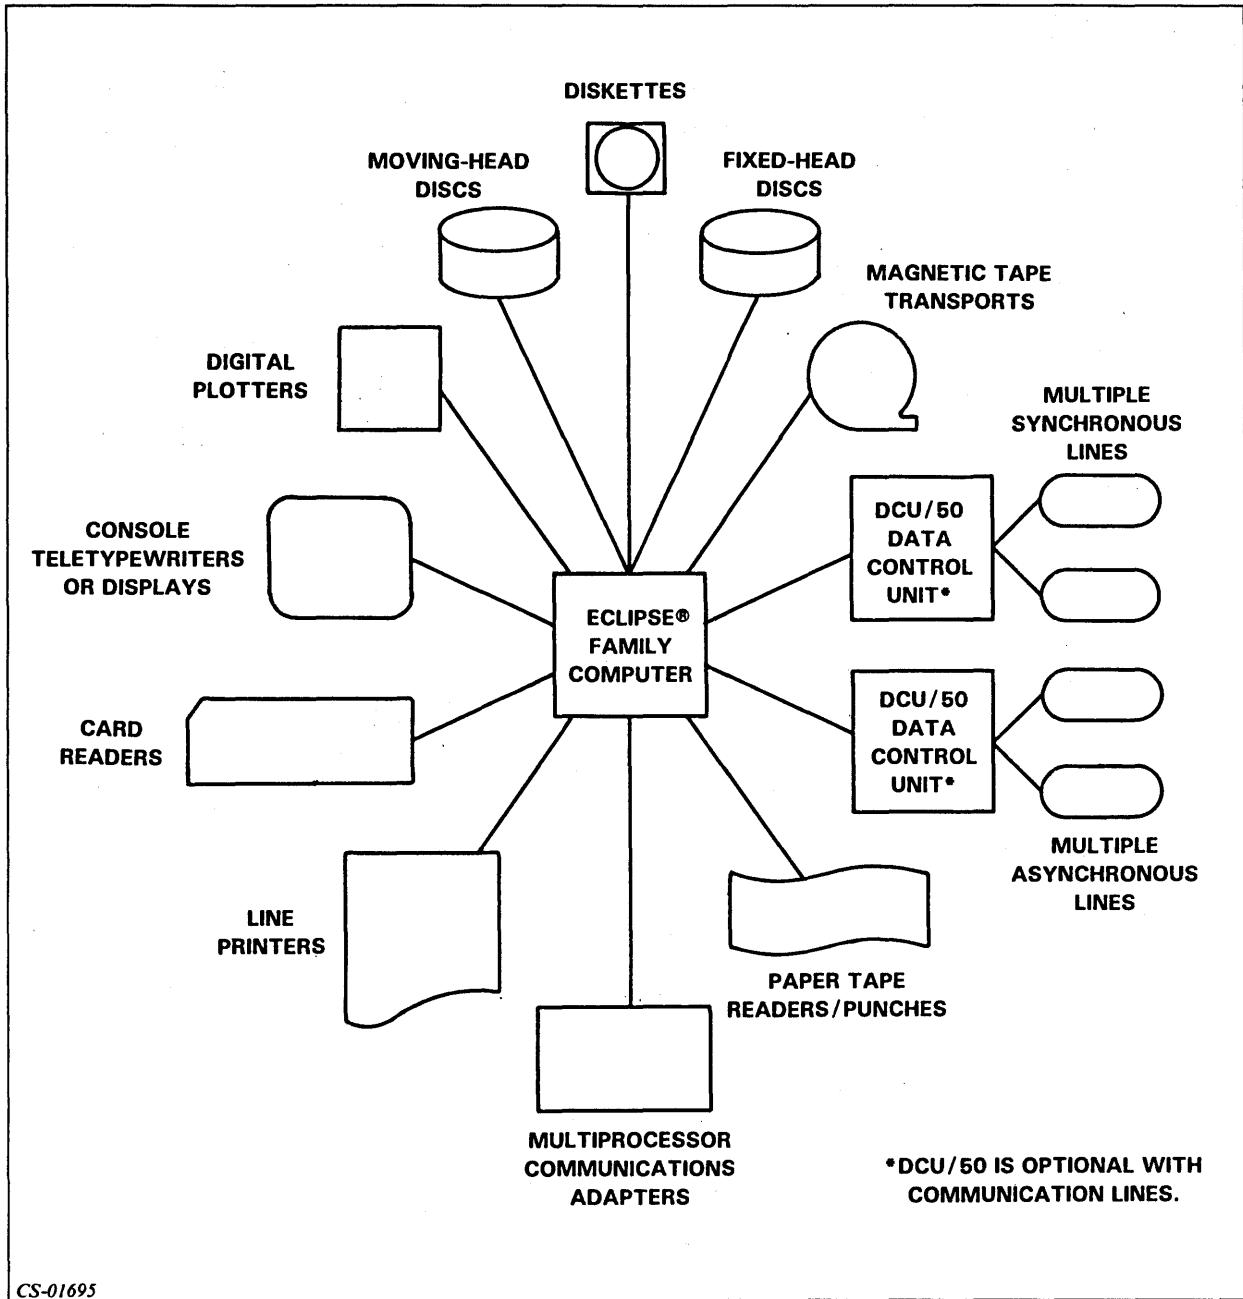 DISKETTES
MOVING-HEAD
DISCS
FIXED-HEAD
DISCS
MAGNETIC TAPE
TRANSPORTS
DIGITAL
PLOTTERS
MULTIPLE
SYNCHRONOUS
LINES
CONSOLE
TELETYPEWRITERS
OR DISPLAYS
DCU/50
DATA
CONTROL
UNIT*
ECLIPSE®
FAMILY
COMPUTER
CARD
READERS
DCU/50
DATA
CONTROL
UNIT*
MULTIPLE
ASYNCHRONOUS
LINES
LINE
PRINTERS
PAPER TAPE
READERS/PUNCHES
MULTIPROCESSOR
COMMUNICATIONS
ADAPTERS
*DCU/50 IS OPTIONAL WITH
COMMUNICATION LINES.
CS-01695